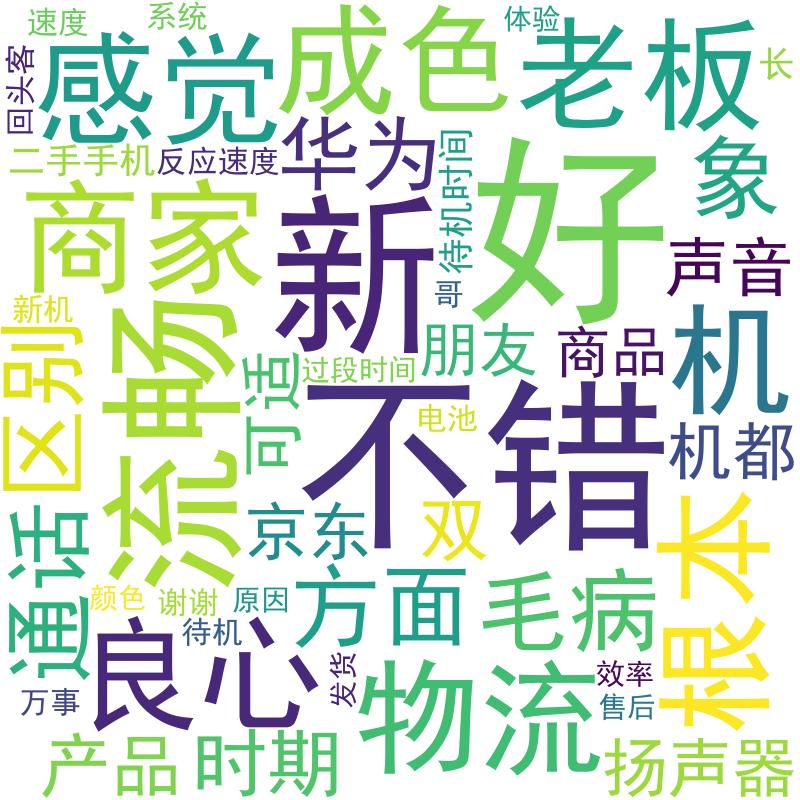 速度
系统
体验
回头客
感觉
成色
老板
长
二手手机
反应速度
华为
待机时间
象
商家
新
好
声音
新机
哥
区别
流畅
可适
过段时间
朋友
商品
机
不错
电池
机都
通话
京东
双
根本
颜色
谢谢
原因
方面
毛病
良心
待机
发货
物流
效率
售后
万事
产品
时期
扬声器